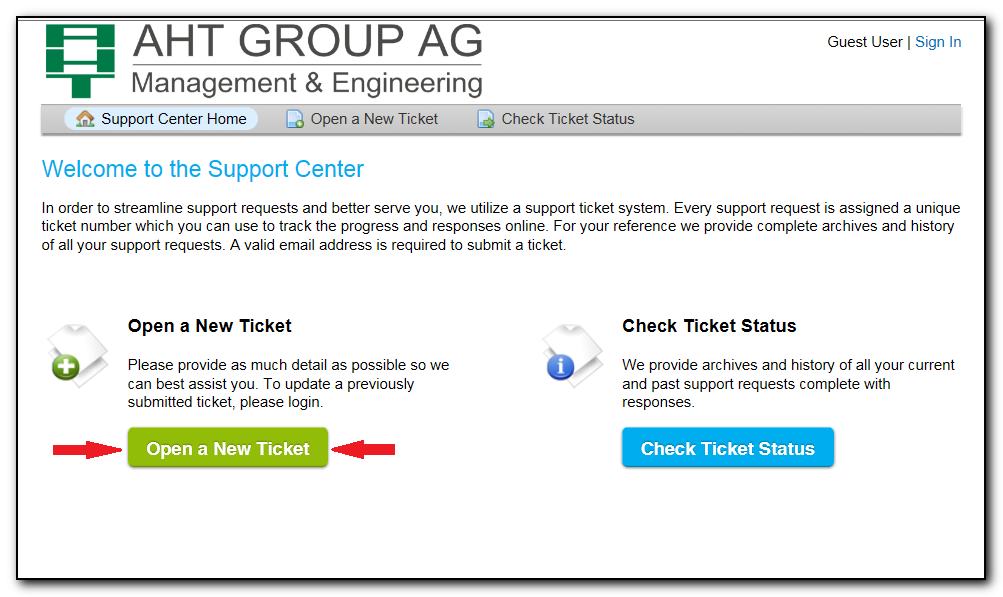 AHT GROUP AG
Management & Engineering
Guest User | Sign In
Support Center Home
Open a New Ticket
Check Ticket Status
Welcome to the Support Center
In order to streamline support requests and better serve you, we utilize a support ticket system. Every support request is assigned a unique
ticket number which you can use to track the progress and responses online. For your reference we provide complete archives and history
of all your support requests. A valid email address is required to submit a ticket.
Open a New Ticket
Please provide as much detail as possible so we
can best assist you. To update a previously
submitted ticket, please login.
Open a New Ticket
Check Ticket Status
We provide archives and history of all your current
and past support requests complete with
responses.
Check Ticket Status